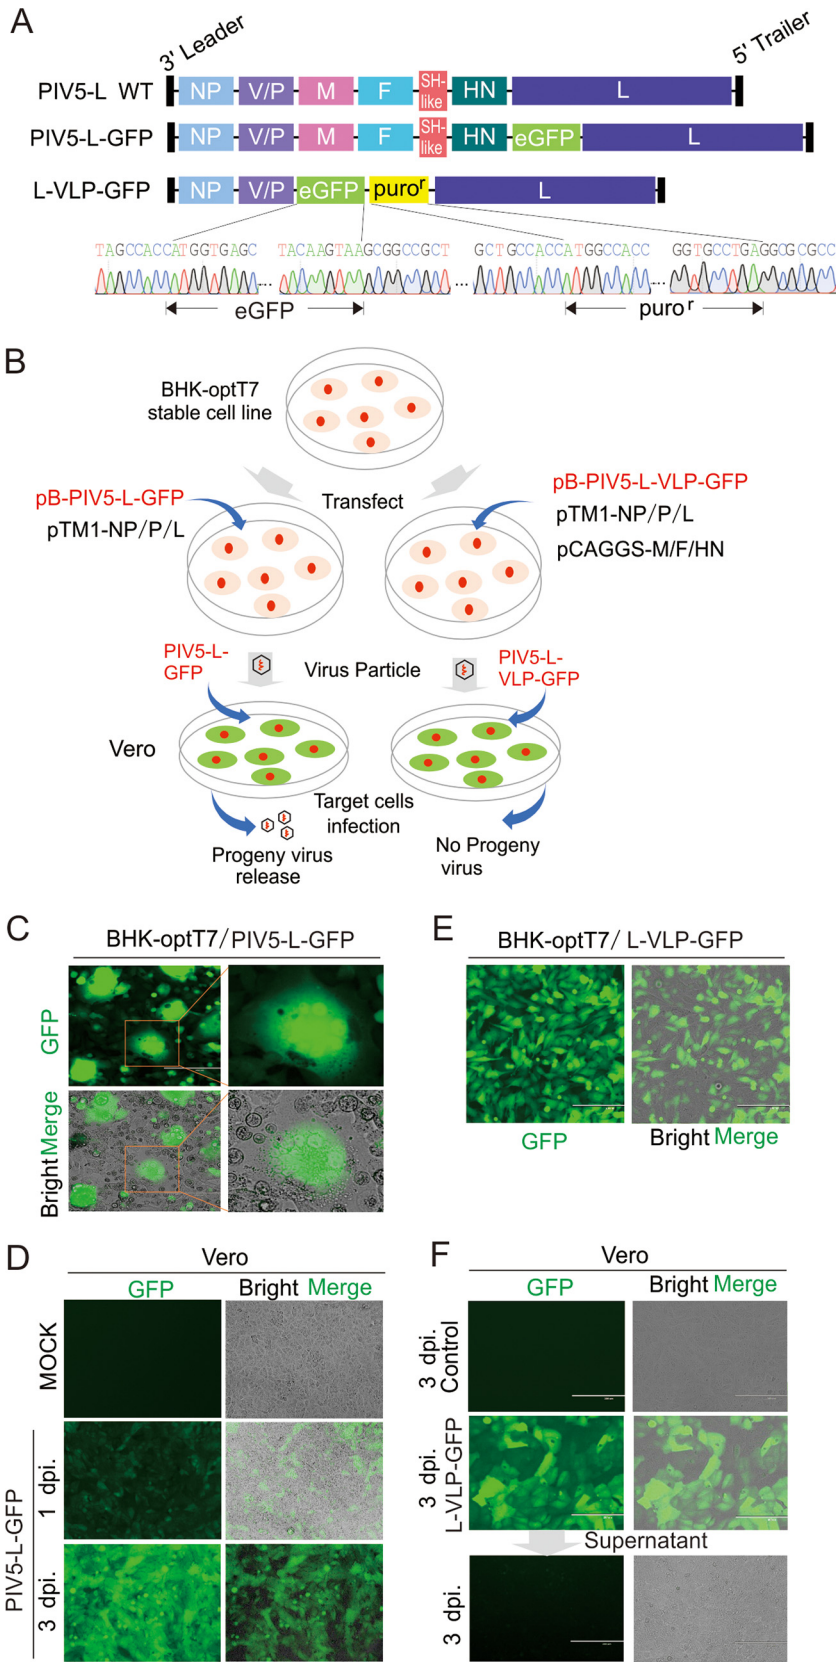 A
3' Leader
5' Trailer
PIV5-L WT
NP V/P M F SH-like HN L
PIV5-L-GFP
NP V/P M F SH-like HN eGFP L
L-VLP-GFP
NP V/P eGFP puroʳ L
TAGCCACCATGGTGAGC TACAAGTAAGCGGCCGCT GCTGCCACCATGGCCACC GGTGCCTGAGGCGCGCC
eGFP
puroʳ
B
BHK-optT7
stable cell line
Transfect
pB-PIV5-L-GFP
pTM1-NP/P/L
pB-PIV5-L-VLP-GFP
pTM1-NP/P/L
pCAGGS-M/F/HN
PIV5-L-
GFP
Virus Particle
PIV5-L-
VLP-GFP
Vero
Target cells
infection
Progeny virus
release
No Progeny
virus
C
BHK-optT7/PIV5-L-GFP
GFP
Bright Merge
E
BHK-optT7/ L-VLP-GFP
GFP
Bright Merge
D
Vero
GFP
Bright Merge
MOCK
PIV5-L-GFP
1 dpi.
3 dpi.
F
Vero
GFP
Bright Merge
3 dpi.
Control
3 dpi.
L-VLP-GFP
Supernatant
3 dpi.